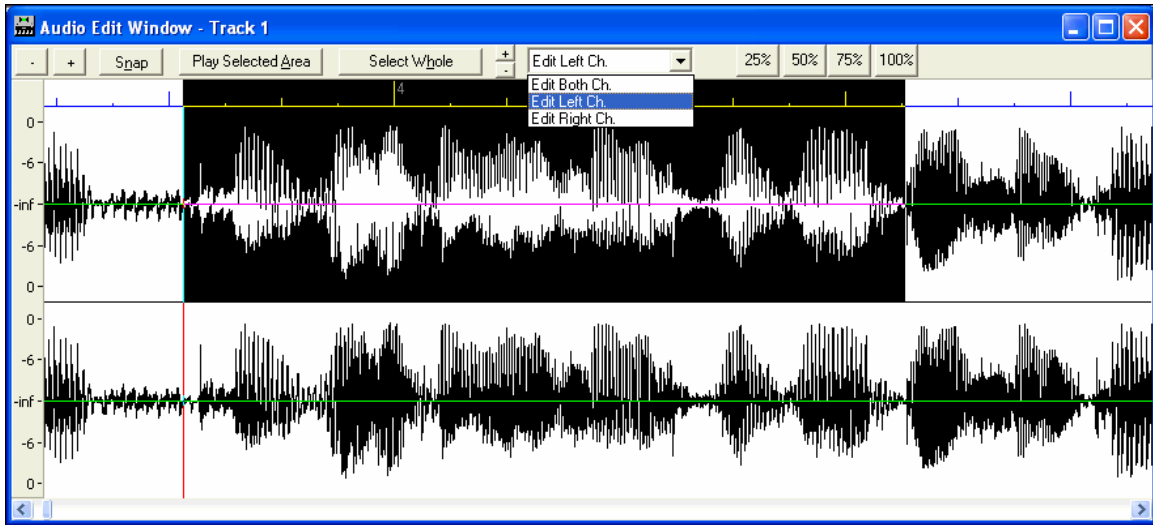 Audio Edit Window - Track 1
- + Snap Play Selected Area Select Whole + - Edit Left Ch. 25% 50% 75% 100%
Edit Both Ch.
Edit Left Ch.
Edit Right Ch.
4
0
-6
-inf
-6
0
0
-6
-inf
-6
0